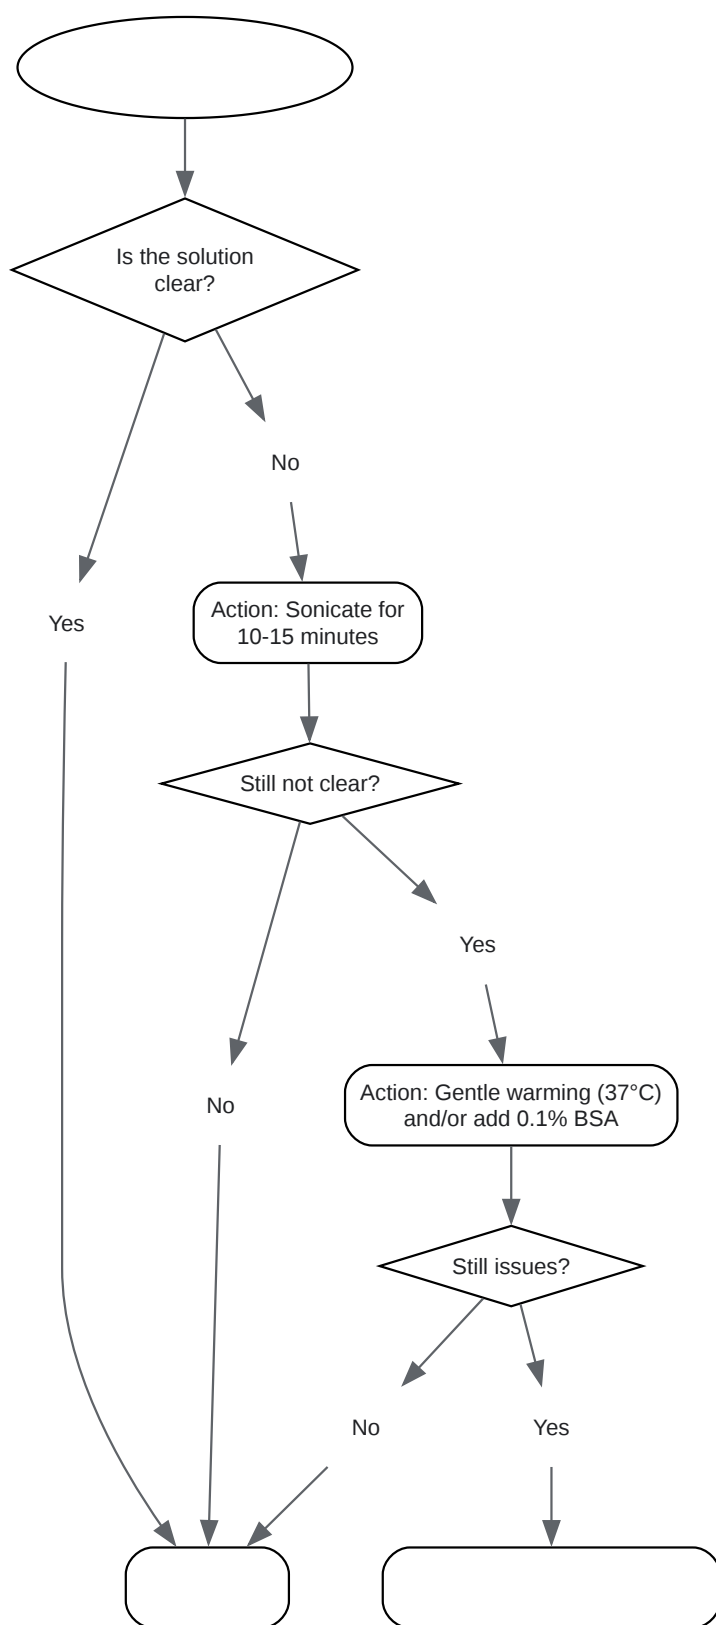 Is the solution
clear?
No
Action: Sonicate for
10-15 minutes
Yes
Still not clear?
Yes
Action: Gentle warming (37°C)
and/or add 0.1% BSA
No
Still issues?
No
Yes